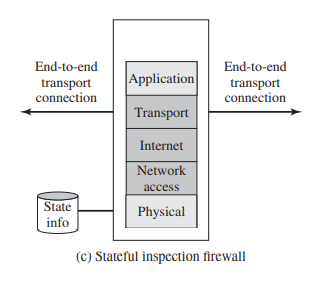 End-to-end
transport
connection
Application
Transport
Internet
Network
access
Physical
End-to-end
transport
connection
State
info
(c) Stateful inspection firewall